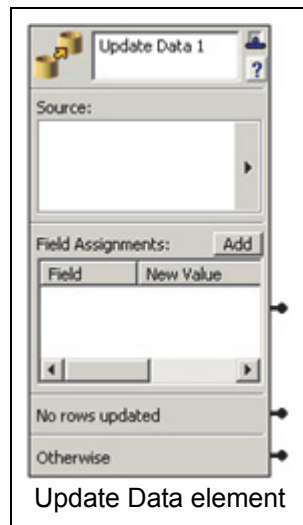 Update Data 1
?
Source:
Field Assignments: Add
Field New Value
No rows updated
Otherwise
Update Data element